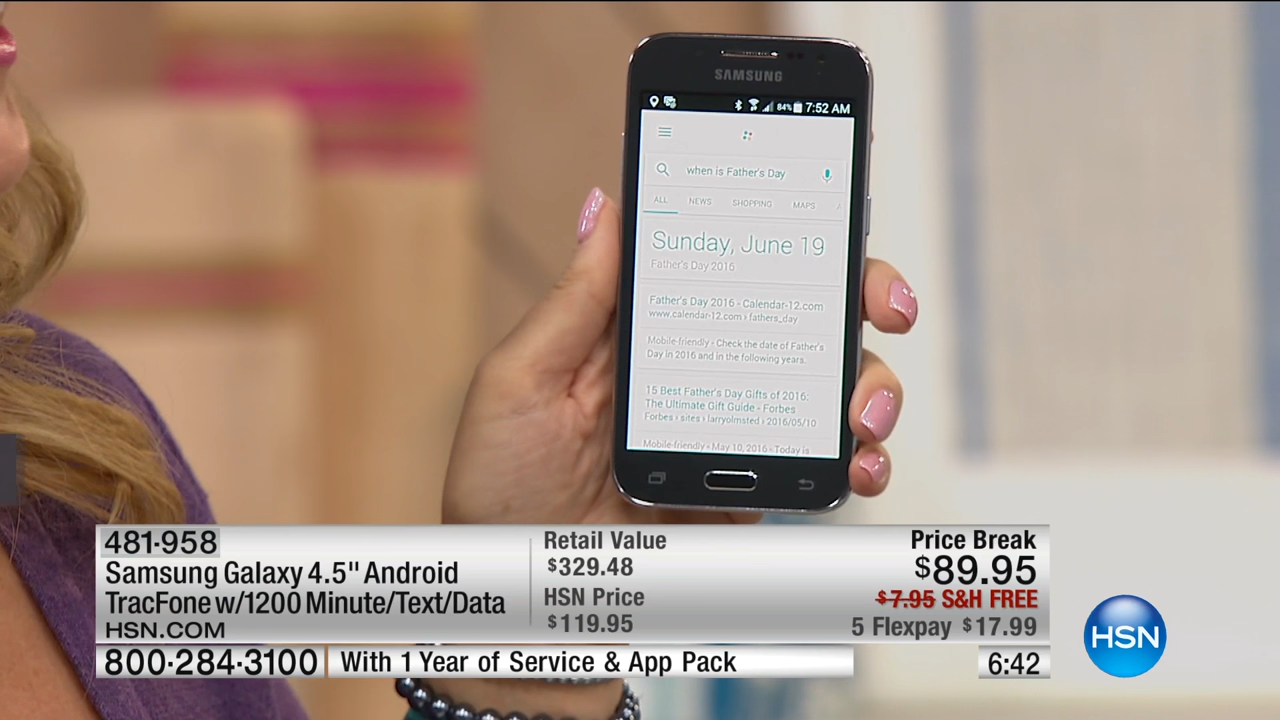 SAMSUNG
84% 7:52 AM
when is Father's Day
ALL NEWS SHOPPING MAPS
Sunday, June 19
Father's Day 2016
Father's Day 2016 - Calendar-12.com
www.calendar-12.com › fathers_day
Mobile-friendly - Check the date of Father's
Day in 2016 and in the following years.
15 Best Father's Day Gifts of 2016:
The Ultimate Gift Guide - Forbes
Forbes › sites › larryolmsted › 2016/05/10
Mobile-friendly - May 10, 2016 - Today is
481-958
Samsung Galaxy 4.5" Android
TracFone w/1200 Minute/Text/Data
HSN.COM
Retail Value
$329.48
HSN Price
$119.95
Price Break
$89.95
$7.95 S&H FREE
5 Flexpay $17.99
800-284-3100 With 1 Year of Service & App Pack 6:42
HSN